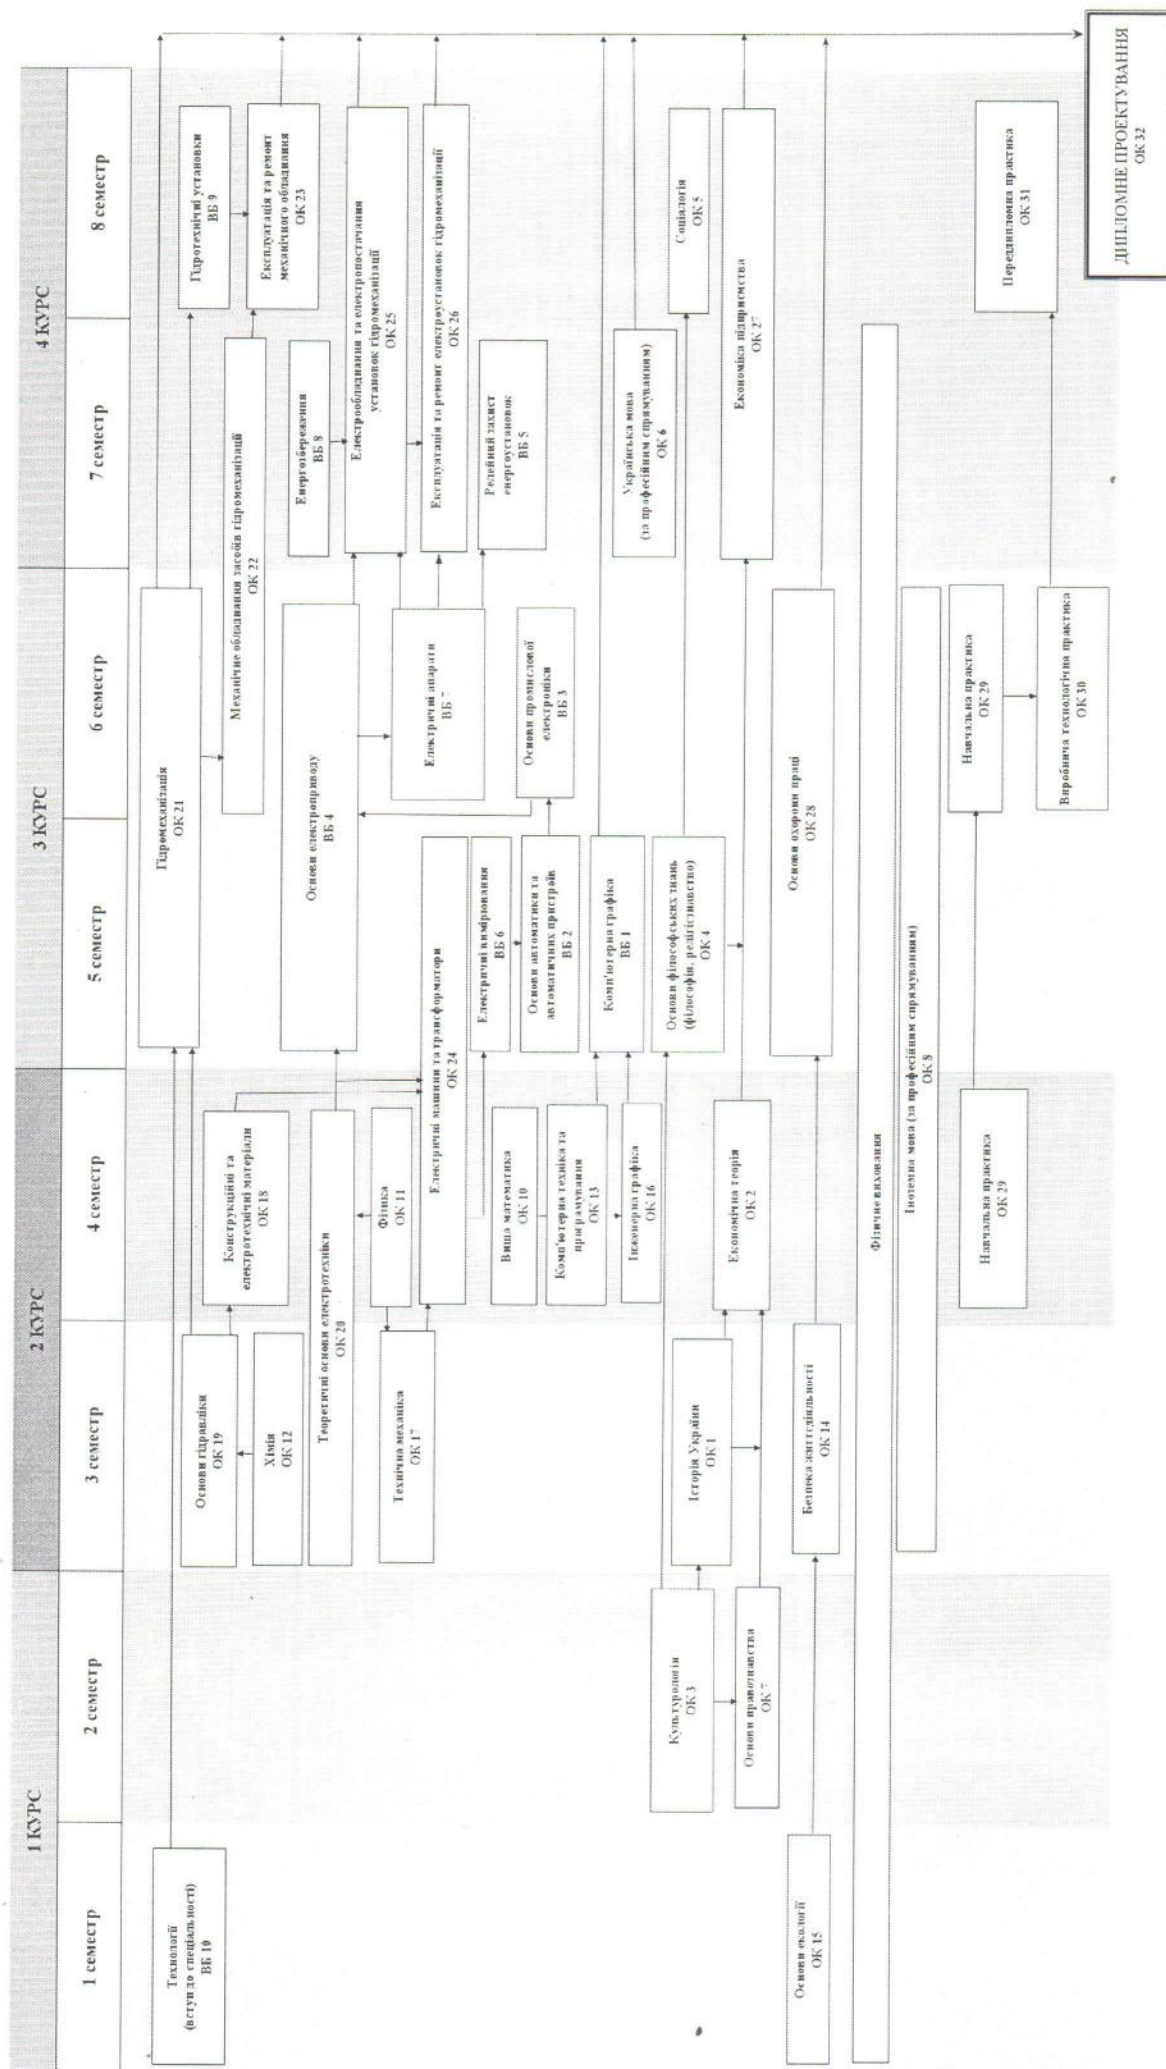 1 КУРС
2 КУРС
3 КУРС
4 КУРС
1 семестр
2 семестр
3 семестр
4 семестр
5 семестр
6 семестр
7 семестр
8 семестр
Технології
(вступ до спеціальності)
ВБ 10
Гідромеханізація
ОК 21
Гідротехнічні установки
ВБ 9
Основи гідравліки
ОК 19
Конструкційні та
електротехнічні матеріали
ОК 18
Механічне обладнання засобів гідромеханізації
ОК 22
Експлуатація та ремонт
механічного обладнання
ОК 23
Хімія
ОК 12
Теоретичні основи електротехніки
ОК 20
Основи електроприводу
ВБ 4
Енергозбереження
ВБ 8
Електрообладнання та електропостачання
установок гідромеханізації
ОК 25
Фізика
ОК 11
Технічна механіка
ОК 17
Електричні машини та трансформатори
ОК 24
Електричні апарати
ВБ 7
Експлуатація та ремонт електроустановок гідромеханізації
ОК 26
Електричні вимірювання
ВБ 6
Релейний захист
енергоустановок
ВБ 5
Вища математика
ОК 10
Основи автоматики та
автоматичних пристроїв
ВБ 2
Основи промислової
електроніки
ВБ 3
Комп'ютерна техніка та
програмування
ОК 13
Комп'ютерна графіка
ВБ 1
Інженерна графіка
ОК 16
Українська мова
(за професійним спрямуванням)
ОК 6
Культурологія
ОК 3
Історія України
ОК 1
Основи філософських знань
(філософія, релігієзнавство)
ОК 4
Соціалогія
ОК 5
Основи правознавства
ОК 7
Економічна теорія
ОК 2
Економіка підприємства
ОК 27
Основи екології
ОК 15
Безпека життєдіяльності
ОК 14
Основи охорони праці
ОК 28
Фізичне виховання
Іноземна мова (за професійним спрямуванням)
ОК 8
Навчальна практика
ОК 29
Навчальна практика
ОК 29
Виробнича технологічна практика
ОК 30
Переддипломна практика
ОК 31
ДИПЛОМНЕ ПРОЕКТУВАННЯ
ОК 32